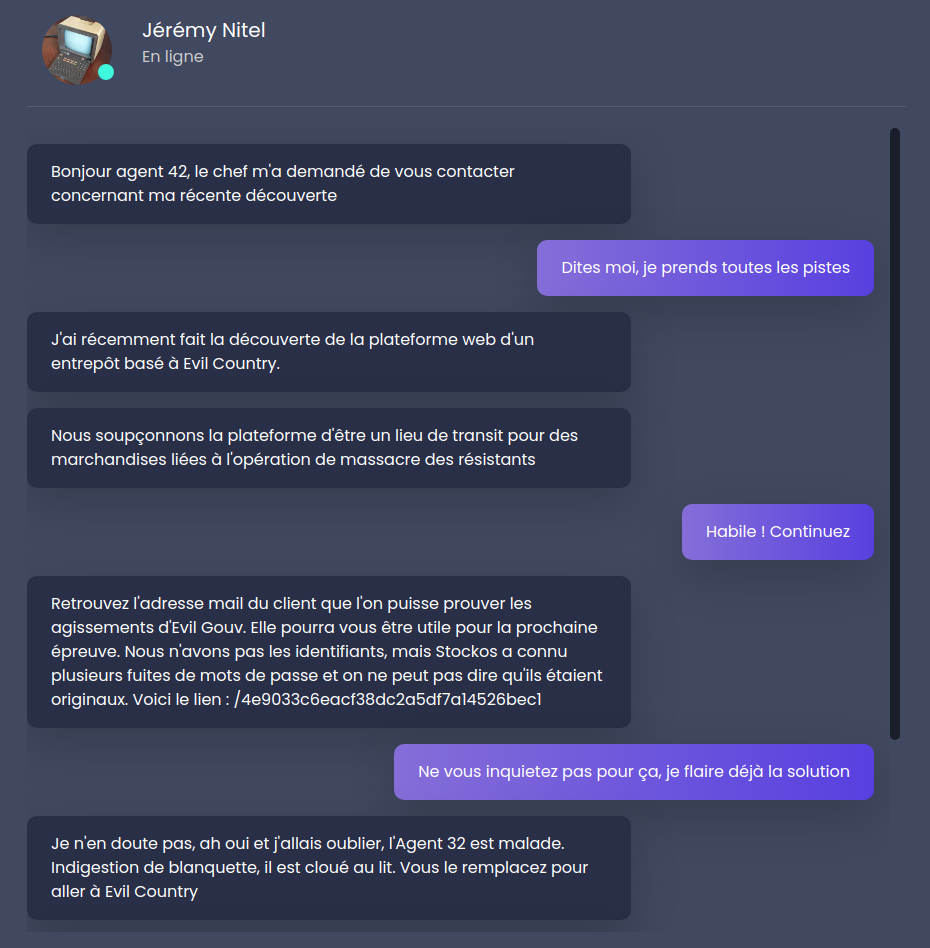 Jérémy Nitel
En ligne
Bonjour agent 42, le chef m'a demandé de vous contacter
concernant ma récente découverte
Dites moi, je prends toutes les pistes
J'ai récemment fait la découverte de la plateforme web d'un
entrepôt basé à Evil Country.
Nous soupçonnons la plateforme d'être un lieu de transit pour des
marchandises liées à l'opération de massacre des résistants
Habile ! Continuez
Retrouvez l'adresse mail du client que l'on puisse prouver les
agissements d'Evil Gouv. Elle pourra vous être utile pour la prochaine
épreuve. Nous n'avons pas les identifiants, mais Stockos a connu
plusieurs fuites de mots de passe et on ne peut pas dire qu'ils étaient
originaux. Voici le lien : /4e9033c6eacf38dc2a5df7a14526bec1
Ne vous inquietez pas pour ça, je flaire déjà la solution
Je n'en doute pas, ah oui et j'allais oublier, l'Agent 32 est malade.
Indigestion de blanquette, il est cloué au lit. Vous le remplacez pour
aller à Evil Country